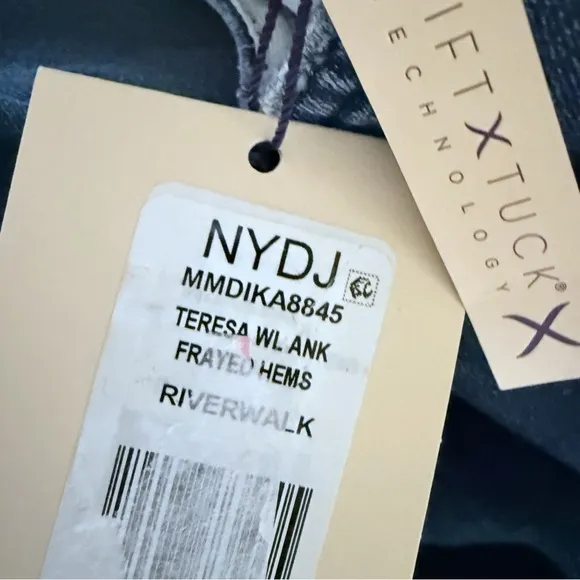 NYDJ
MMDIKA8845
TERESA WL ANK
FRAYED HEMS
RIVERWALK
IFTXTUCK®
ECHNOLOGY
X